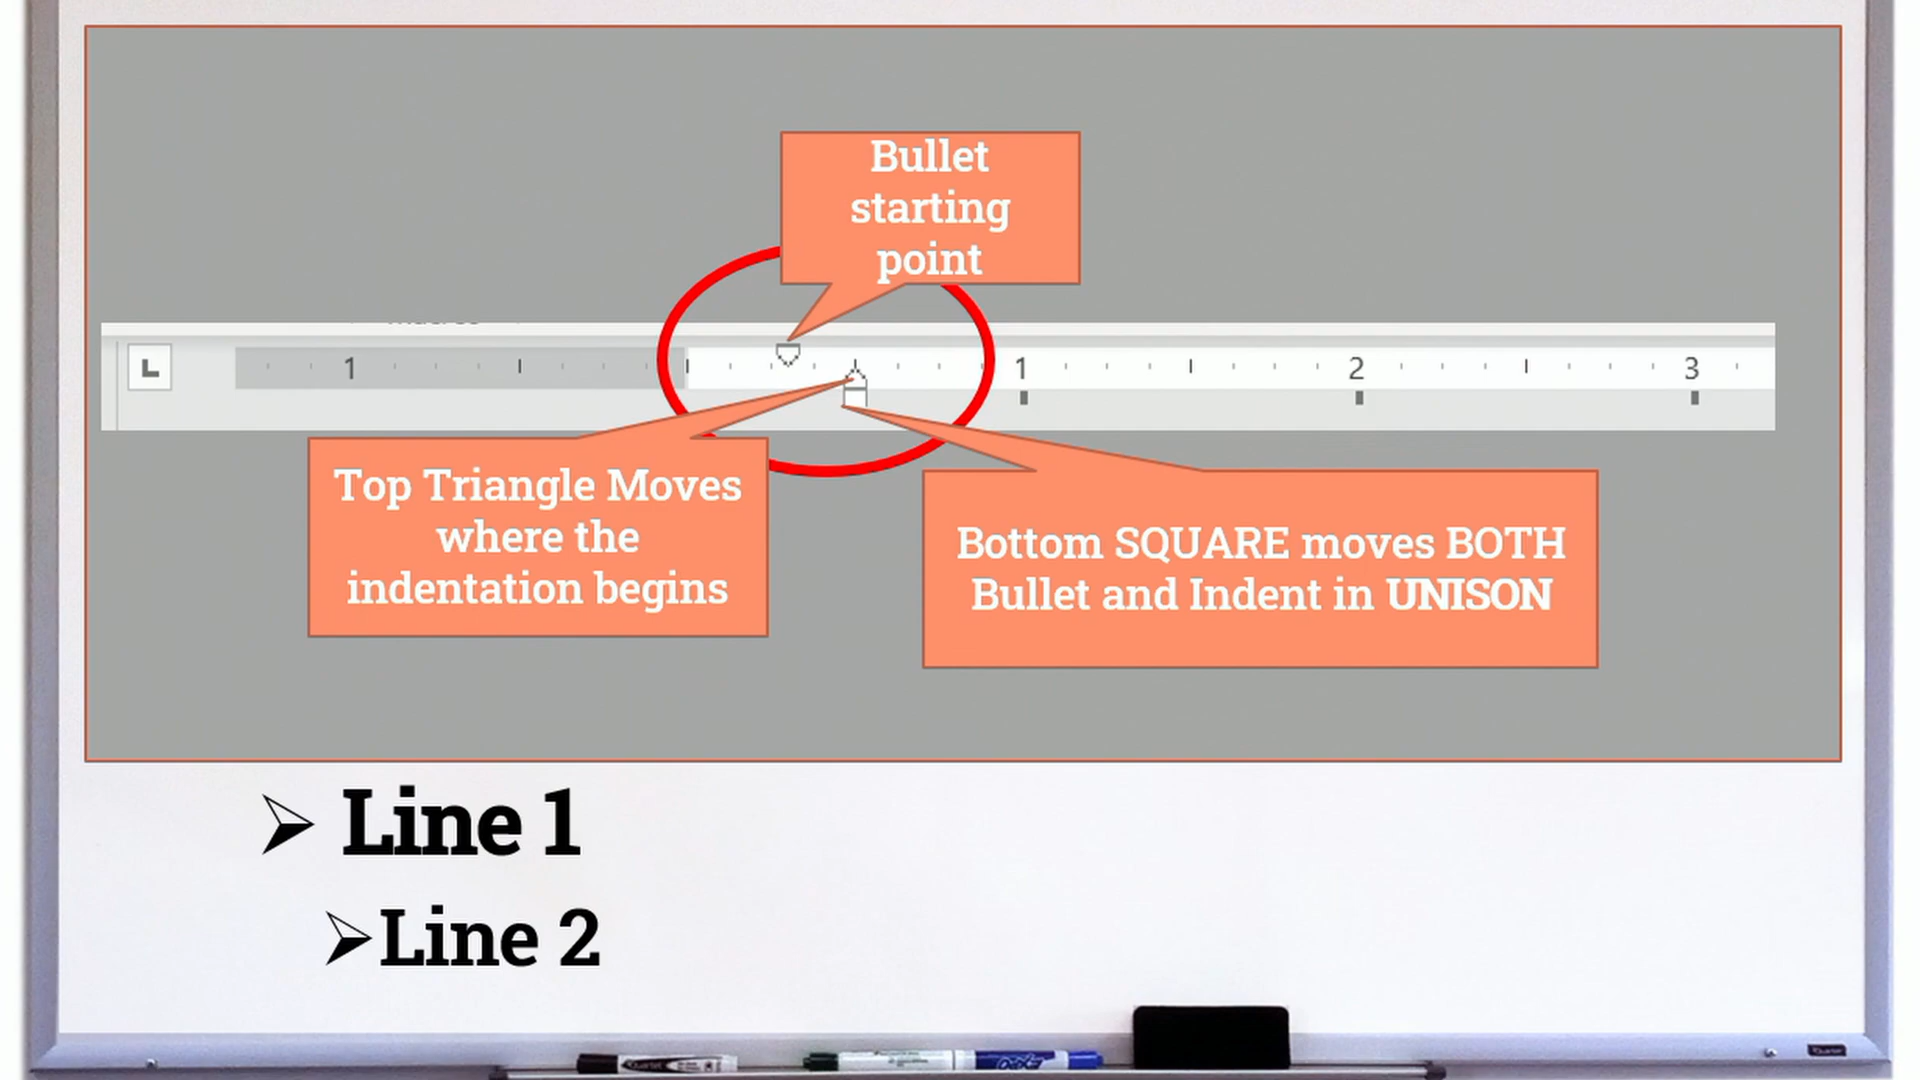 Bullet
starting
point
L
1
1
2
3
Top Triangle Moves
where the
indentation begins
Bottom SQUARE moves BOTH
Bullet and Indent in UNISON
➢ Line 1
➢Line 2
Quartet